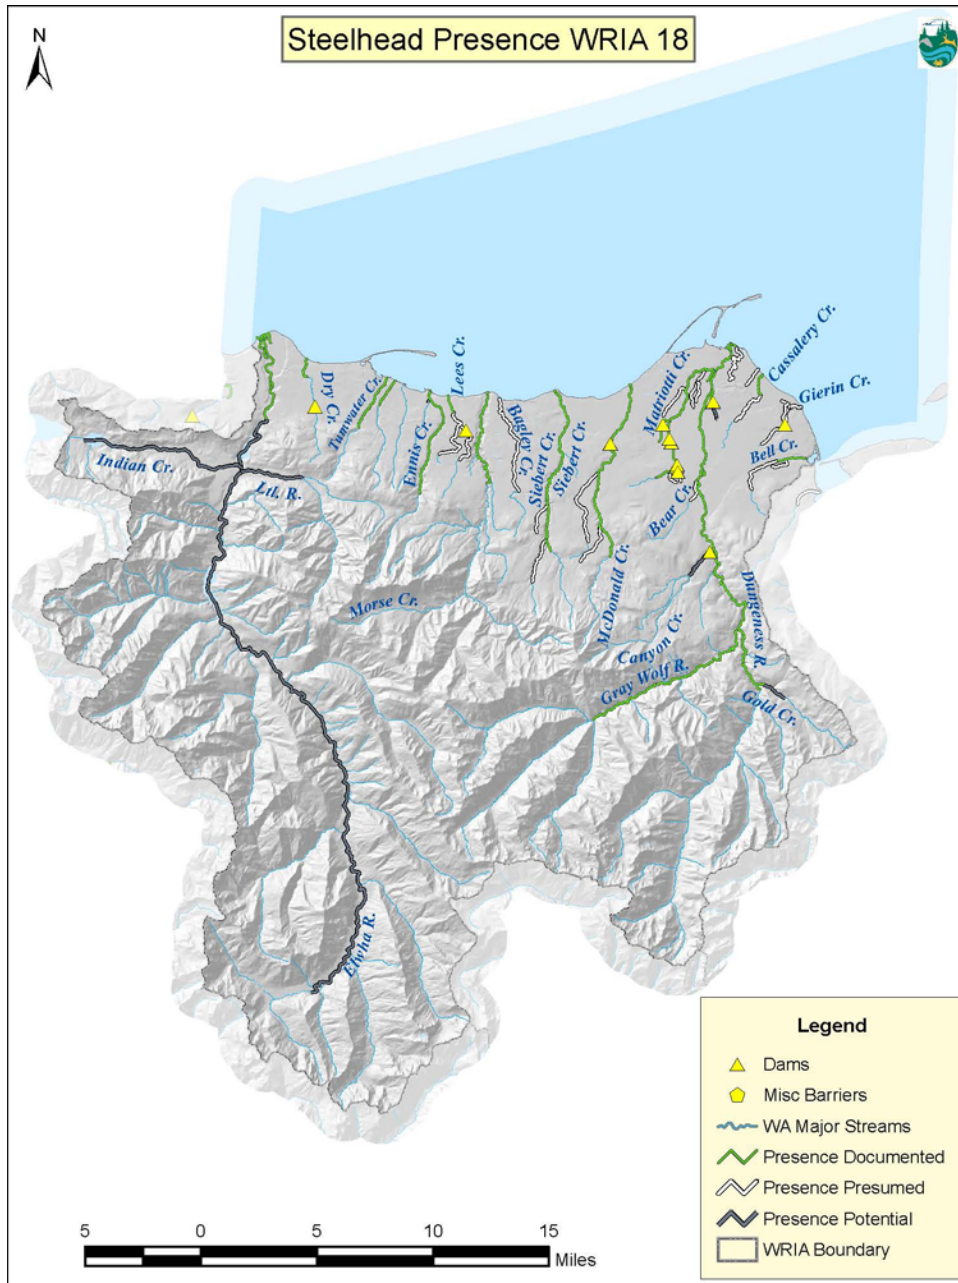 Steelhead Presence WRIA 18
N
Lees Cr.
Cassalery Cr.
Matriotti Cr.
Dry Cr.
Tumwater Cr.
Gierin Cr.
Bagley Cr.
Ennis Cr.
Siebert Cr.
Siebert Cr.
Bell Cr.
Indian Cr.
Ltl. R.
Bear Cr.
Morse Cr.
McDonald Cr.
Dungeness R.
Canyon Cr.
Gray Wolf R.
Gold Cr.
Elwha R.
Legend
Dams
Misc Barriers
WA Major Streams
Presence Documented
Presence Presumed
Presence Potential
WRIA Boundary
5 0 5 10 15
Miles